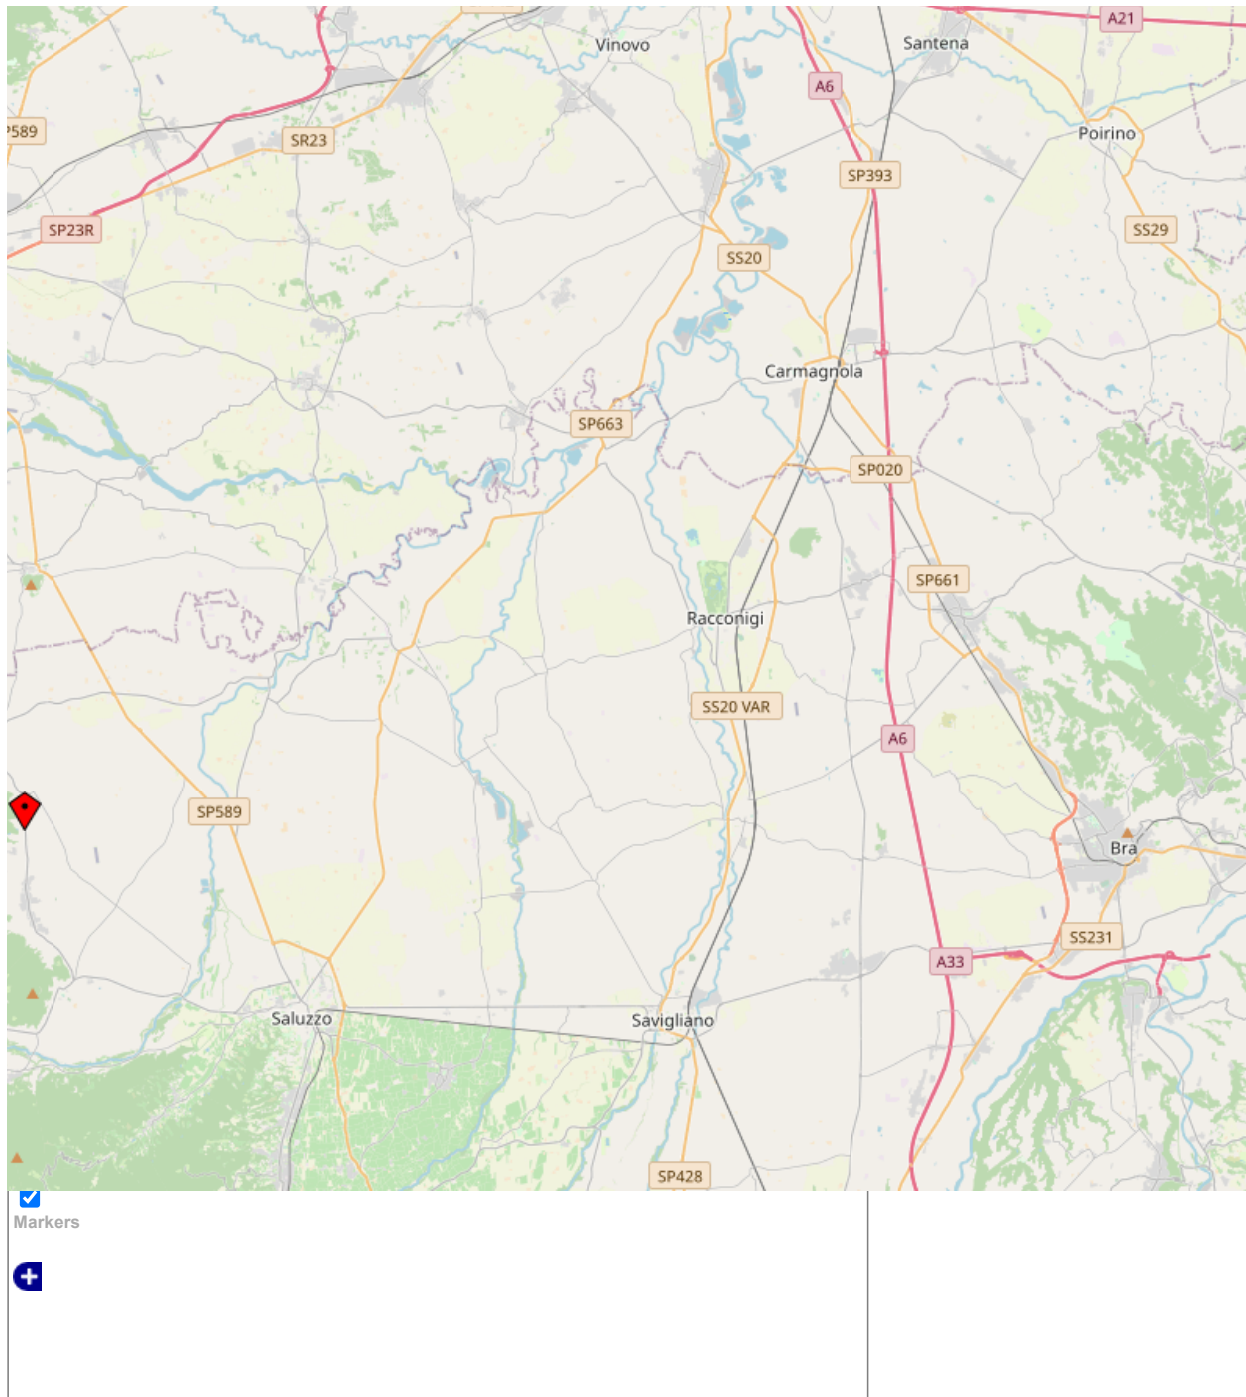 A21
Vinovo
Santena
A6
P589
SR23
Poirino
SP393
SP23R
SS29
SS20
Carmagnola
SP663
SP020
SP661
Racconigi
SS20 VAR
A6
SP589
Bra
SS231
A33
Saluzzo
Savigliano
SP428
Markers